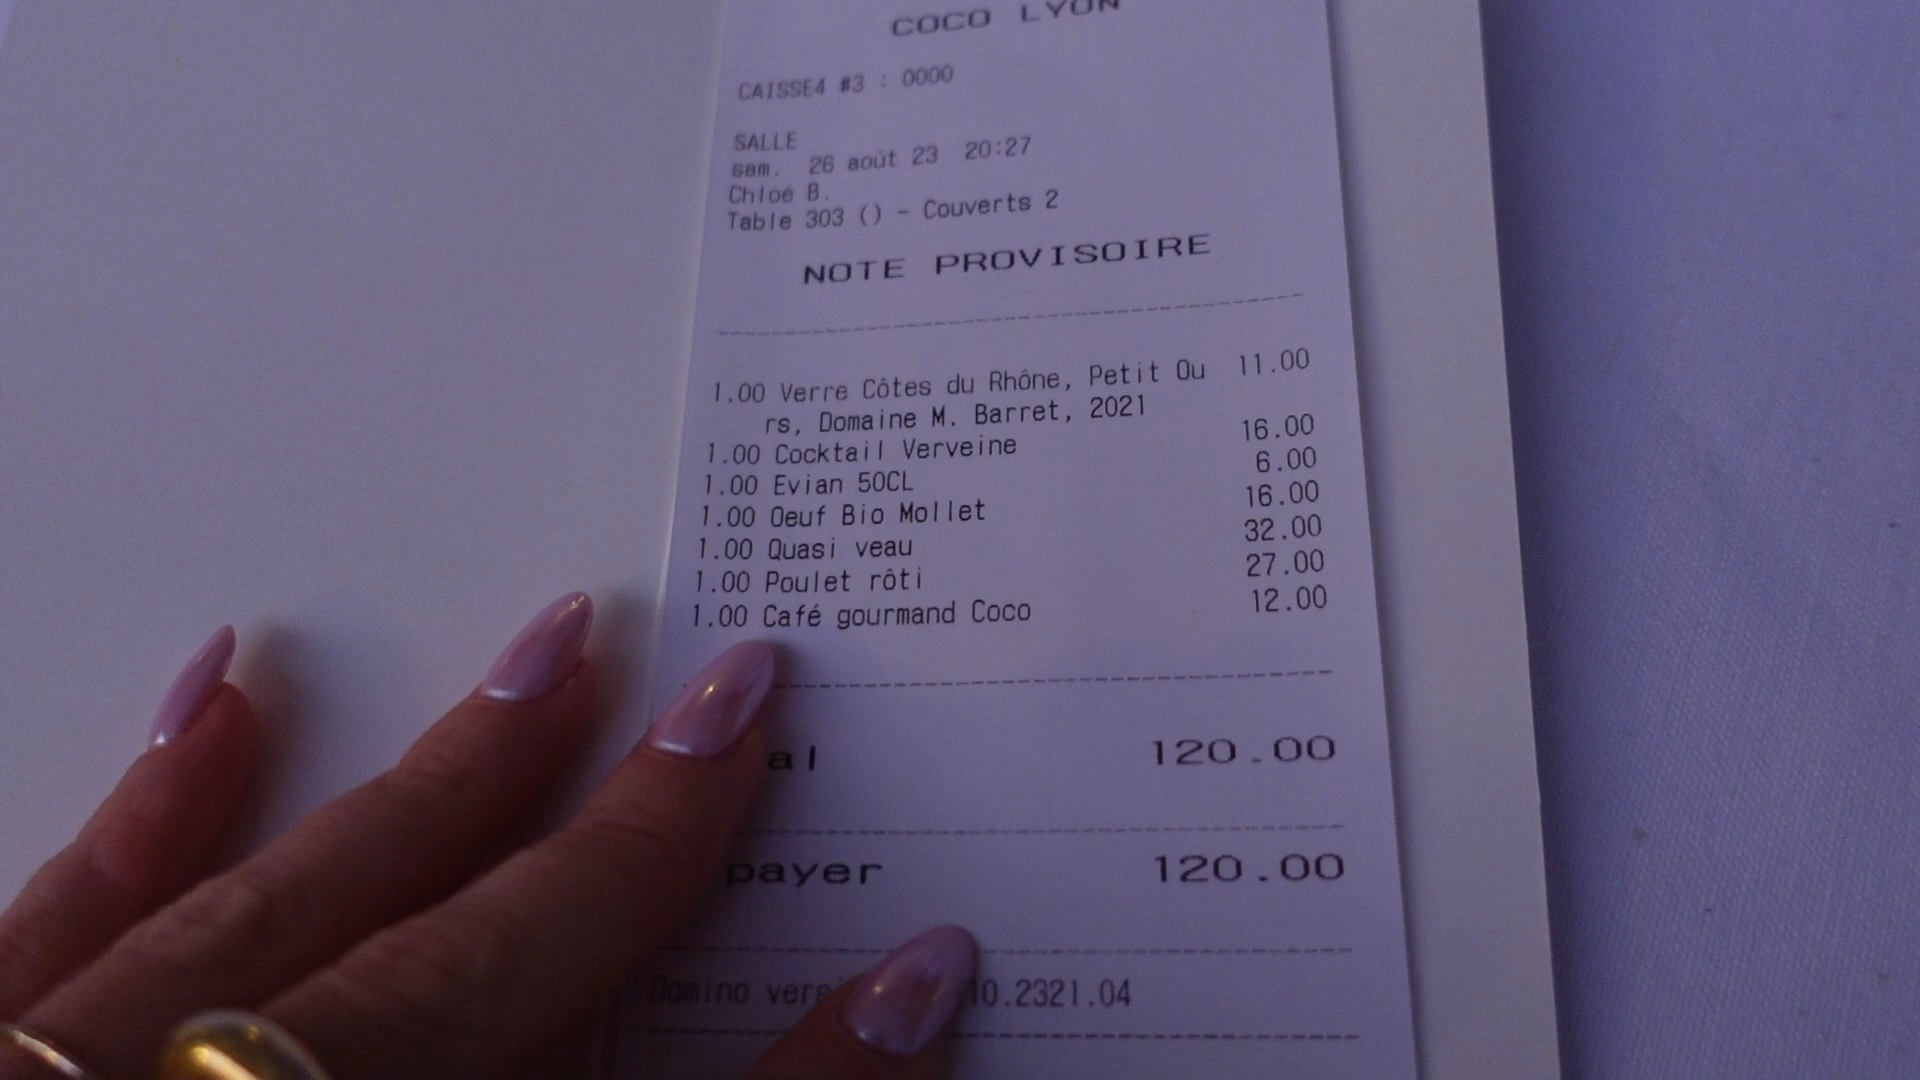 COCO LYON
CAISSE4 #3 : 0000
SALLE
sam. 26 août 23 20:27
Chloé B.
Table 303 () - Couverts 2
NOTE PROVISOIRE
1.00 Verre Côtes du Rhône, Petit Ou 11.00
rs, Domaine M. Barret, 2021
1.00 Cocktail Verveine 16.00
1.00 Evian 50CL 6.00
1.00 Oeuf Bio Mollet 16.00
1.00 Quasi veau 32.00
1.00 Poulet rôti 27.00
1.00 Café gourmand Coco 12.00
al 120.00
payer 120.00
Domino vers 10.2321.04